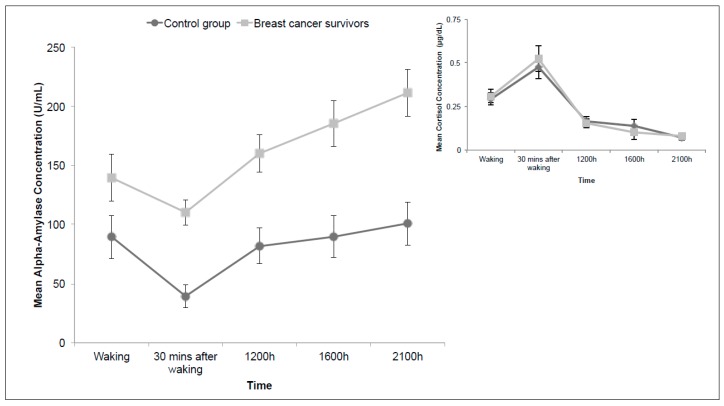 Control group Breast cancer survivors
Mean Alpha-Amylase Concentration (U/mL)
250
200
150
100
50
0
Waking 30 mins after waking 1200h 1600h 2100h
Time
Mean Cortisol Concentration (µg/dL)
0.75
0.5
0.25
0
Waking 30 mins after waking 1200h 1600h 2100h
Time